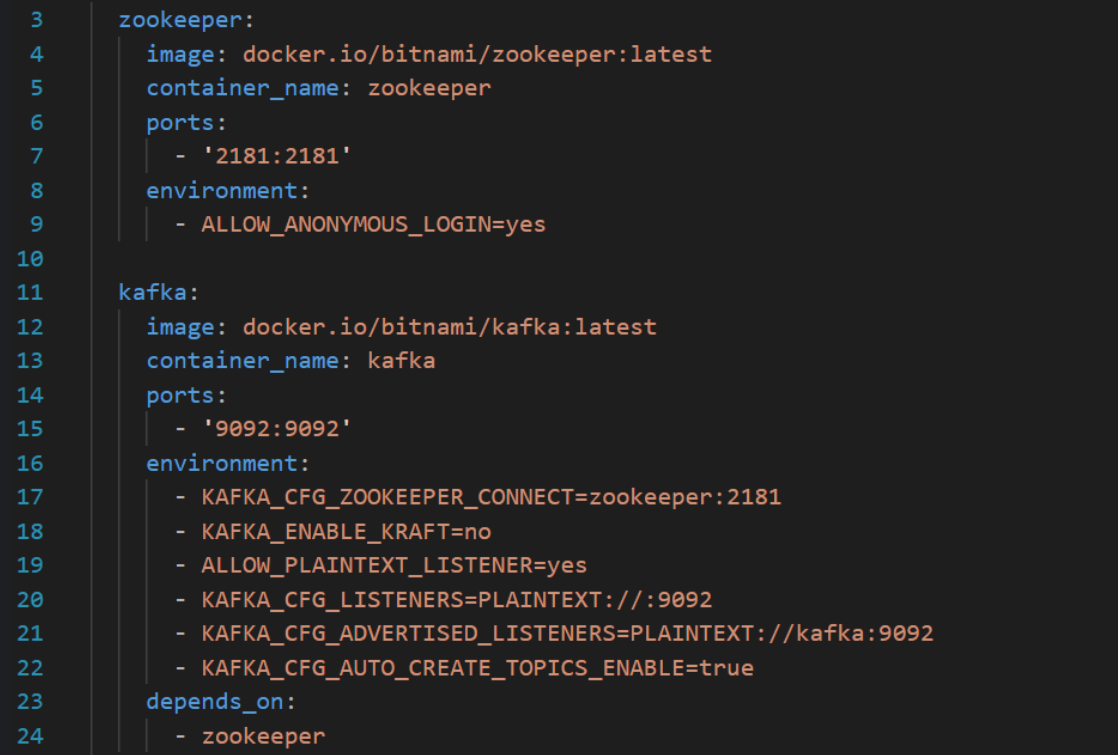 3 zookeeper:
4 image: docker.io/bitnami/zookeeper:latest
5 container_name: zookeeper
6 ports:
7 - '2181:2181'
8 environment:
9 - ALLOW_ANONYMOUS_LOGIN=yes
10
11 kafka:
12 image: docker.io/bitnami/kafka:latest
13 container_name: kafka
14 ports:
15 - '9092:9092'
16 environment:
17 - KAFKA_CFG_ZOOKEEPER_CONNECT=zookeeper:2181
18 - KAFKA_ENABLE_KRAFT=no
19 - ALLOW_PLAINTEXT_LISTENER=yes
20 - KAFKA_CFG_LISTENERS=PLAINTEXT://:9092
21 - KAFKA_CFG_ADVERTISED_LISTENERS=PLAINTEXT://kafka:9092
22 - KAFKA_CFG_AUTO_CREATE_TOPICS_ENABLE=true
23 depends_on:
24 - zookeeper